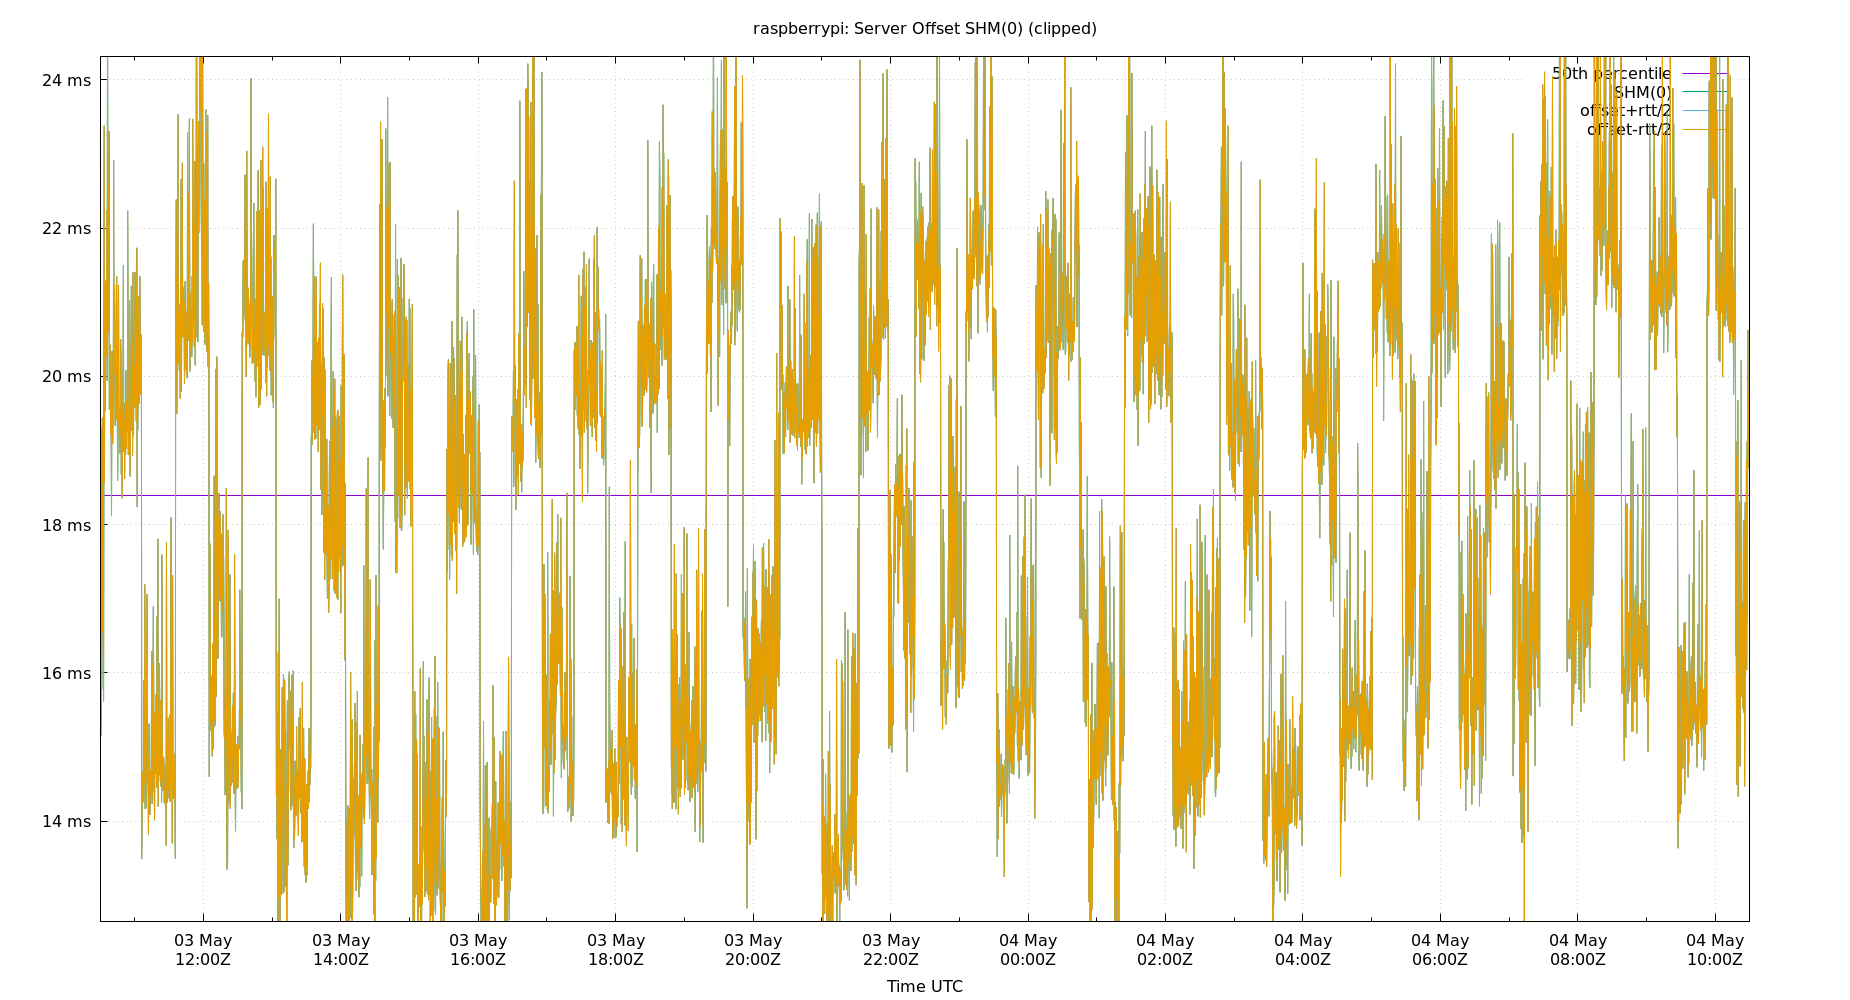 raspberrypi: Server Offset SHM(0) (clipped)
50th percentile
SHM(0)
offset+rtt/2
offset-rtt/2
24 ms
22 ms
20 ms
18 ms
16 ms
14 ms
03 May 03 May 03 May 03 May 03 May 03 May 04 May 04 May 04 May 04 May 04 May 04 May
12:00Z 14:00Z 16:00Z 18:00Z 20:00Z 22:00Z 00:00Z 02:00Z 04:00Z 06:00Z 08:00Z 10:00Z
Time UTC